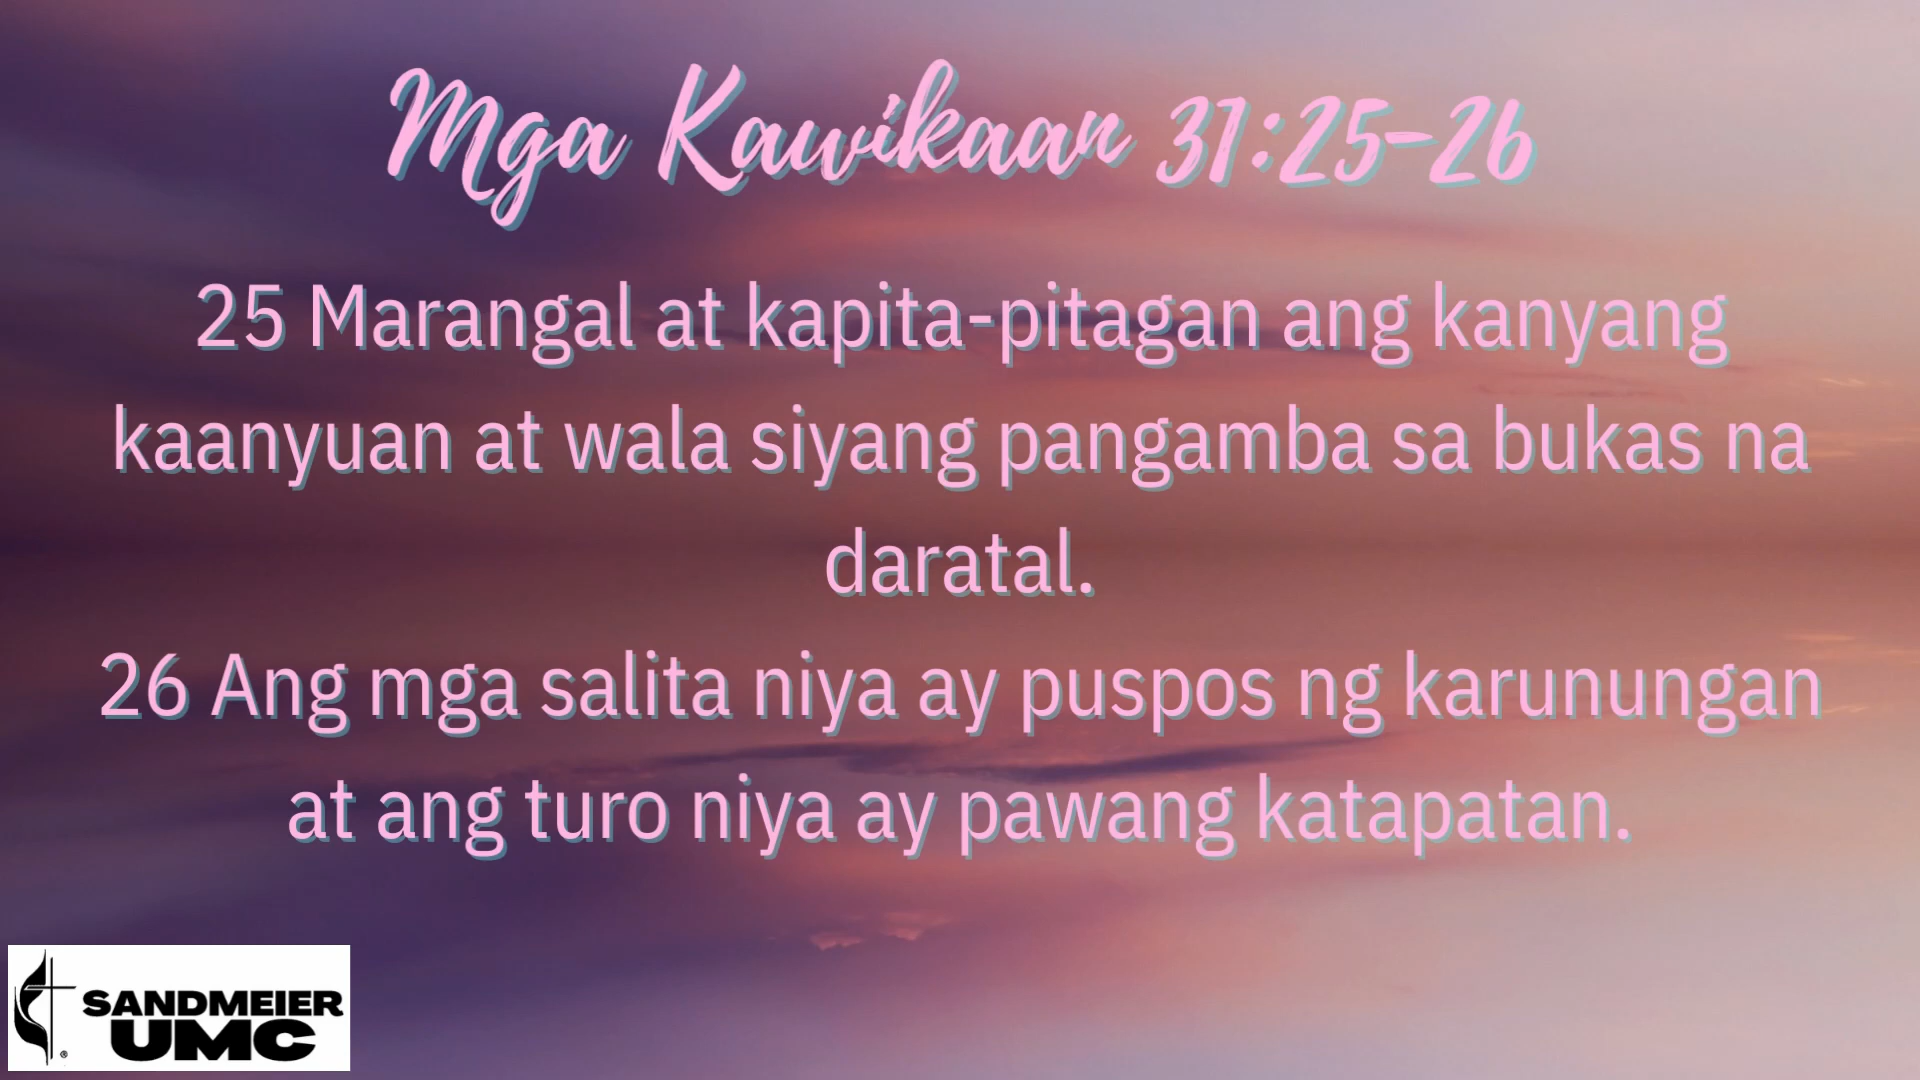 Mga Kawikaan 31:25-26
25 Marangal at kapita-pitagan ang kanyang
kaanyuan at wala siyang pangamba sa bukas na
daratal.
26 Ang mga salita niya ay puspos ng karunungan
at ang turo niya ay pawang katapatan.
SANDMEIER
UMC
®